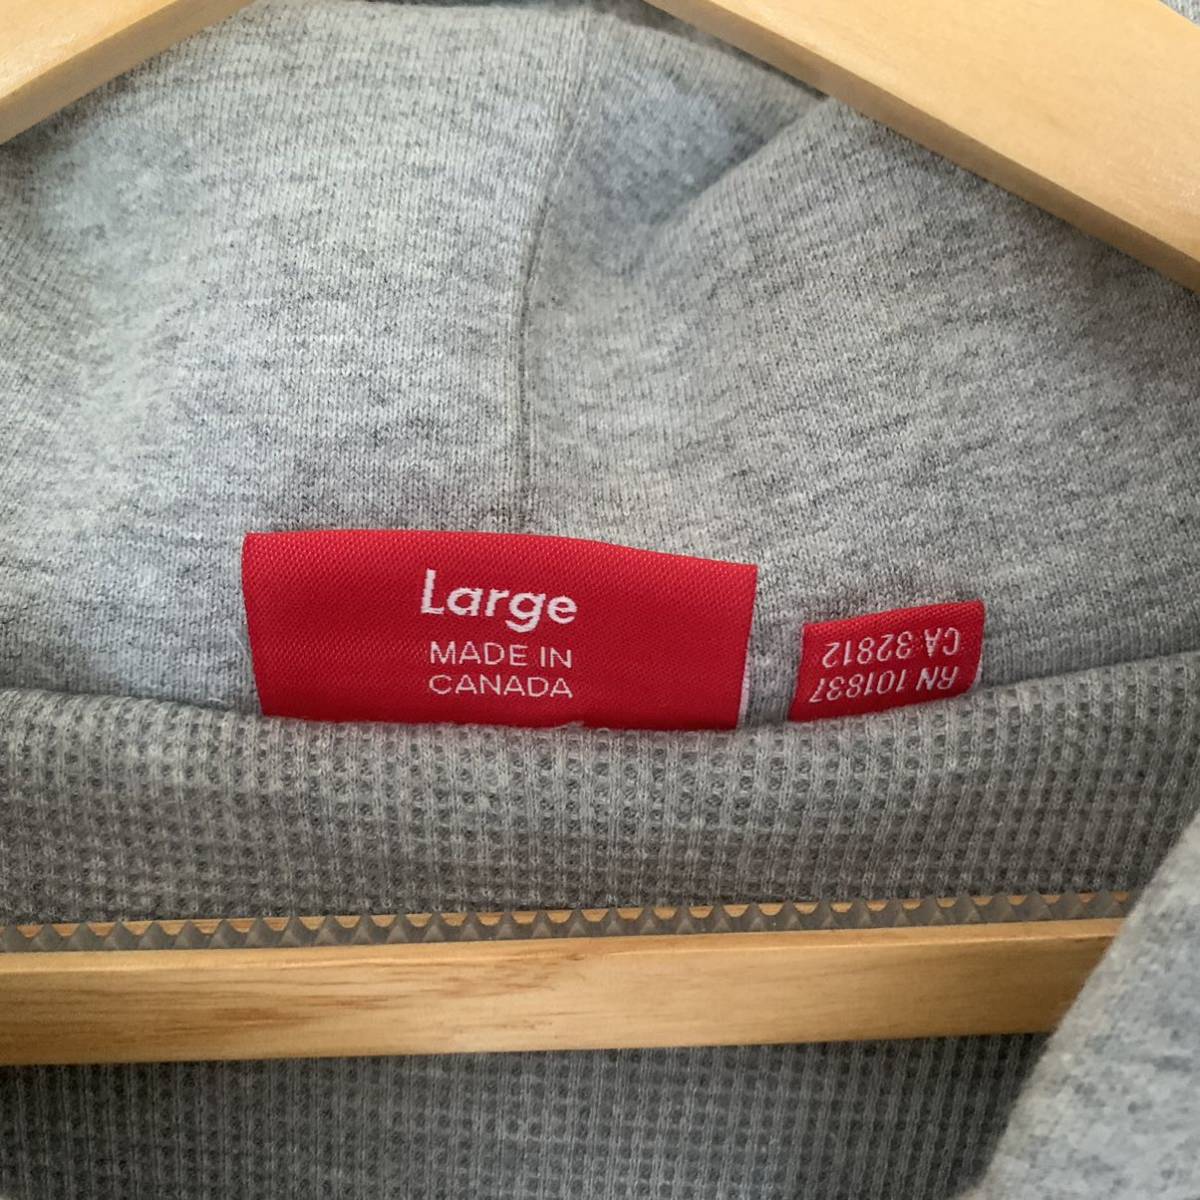 Large
MADE IN
CANADA
RN 101837
CA 32812